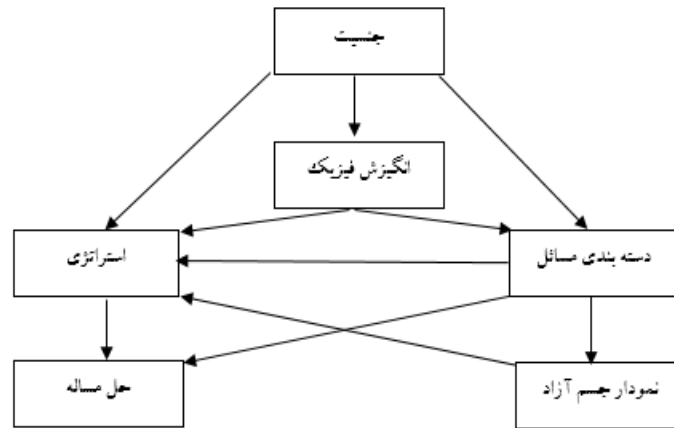 جنسیت
انگیزش فیزیک
استراتژی
دسته بندی مسائل
حل مساله
نمودار جسم آزاد